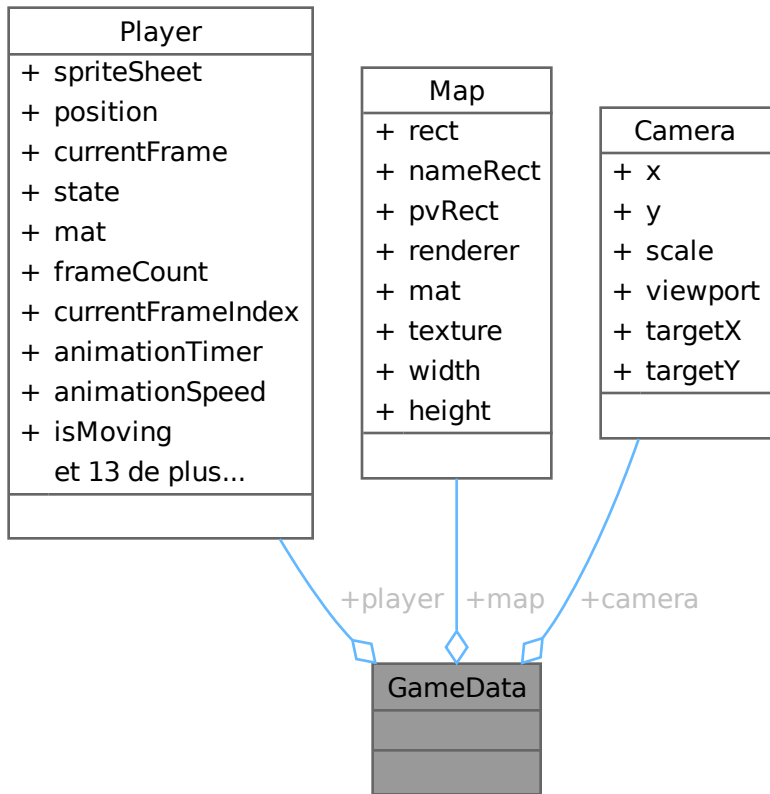 Player
+ spriteSheet
+ position
+ currentFrame
+ state
+ mat
+ frameCount
+ currentFrameIndex
+ animationTimer
+ animationSpeed
+ isMoving
et 13 de plus...
Map
+ rect
+ nameRect
+ pvRect
+ renderer
+ mat
+ texture
+ width
+ height
Camera
+ x
+ y
+ scale
+ viewport
+ targetX
+ targetY
+player
+map
+camera
GameData